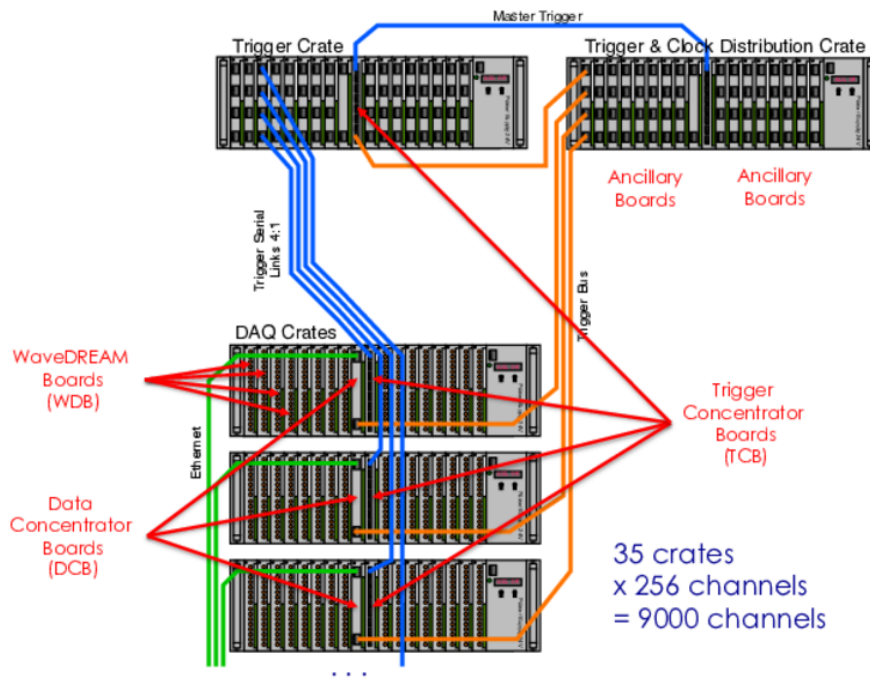 Master Trigger
Trigger Crate
Trigger & Clock Distribution Crate
Ancillary
Boards
Ancillary
Boards
Trigger Serial
Links 4:1
Trigger Bus
DAQ Crates
WaveDREAM
Boards
(WDB)
Ethernet
Trigger
Concentrator
Boards
(TCB)
Data
Concentrator
Boards
(DCB)
35 crates
x 256 channels
= 9000 channels
. . .